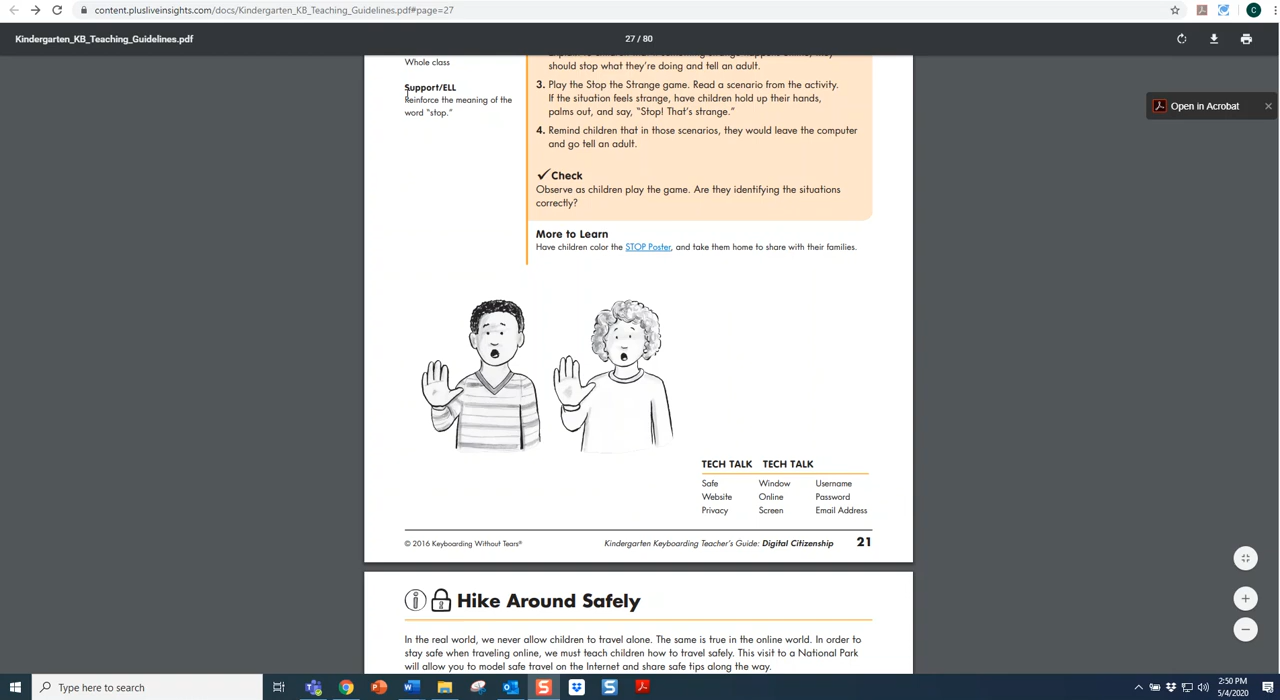 content.plusliveinsights.com/docs/Kindergarten_KB_Teaching_Guidelines.pdf#page=27
C
Kindergarten_KB_Teaching_Guidelines.pdf
27 / 80
Open in Acrobat
Whole class
Support/ELL
Reinforce the meaning of the
word “stop.”
should stop what they’re doing and tell an adult.
3. Play the Stop the Strange game. Read a scenario from the activity.
If the situation feels strange, have children hold up their hands,
palms out, and say, “Stop! That’s strange.”
4. Remind children that in those scenarios, they would leave the computer
and go tell an adult.
✓Check
Observe as children play the game. Are they identifying the situations
correctly?
More to Learn
Have children color the STOP Poster, and take them home to share with their families.
TECH TALK TECH TALK
Safe Window Username
Website Online Password
Privacy Screen Email Address
© 2016 Keyboarding Without Tears® Kindergarten Keyboarding Teacher’s Guide: Digital Citizenship 21
Hike Around Safely
In the real world, we never allow children to travel alone. The same is true in the online world. In order to
stay safe when traveling online, we must teach children how to travel safely. This visit to a National Park
will allow you to model safe travel on the Internet and share safe tips along the way.
Type here to search
2:50 PM
5/4/2020